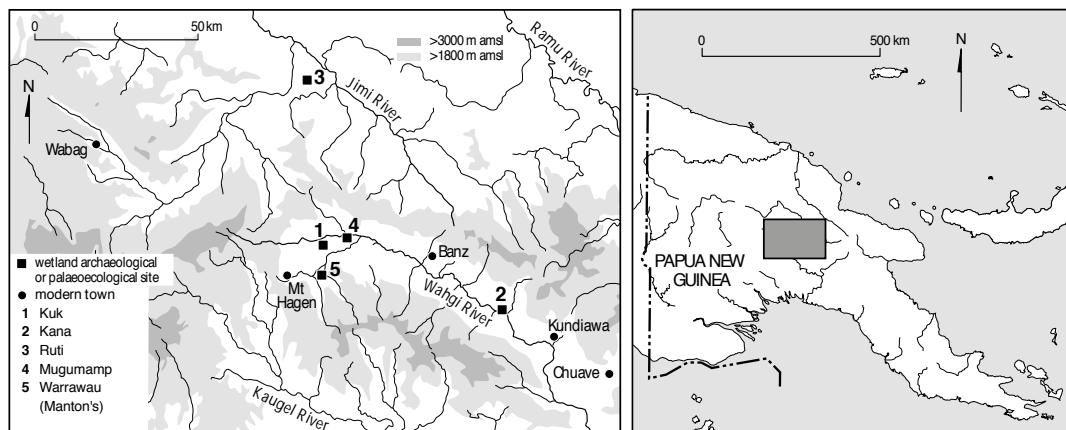 0 50 km
>3000 m amsl
>1800 m amsl
N
3
Jimi River
Ramu River
Wabag
1
4
5
Mt
Hagen
Banz
Wahgi River
2
Kundiawa
Chuave
Kaugel River
wetland archaeological
or palaeoecological site
modern town
1 Kuk
2 Kana
3 Ruti
4 Mugumamp
5 Warrawau
(Manton's)
0 500 km
N
PAPUA NEW
GUINEA